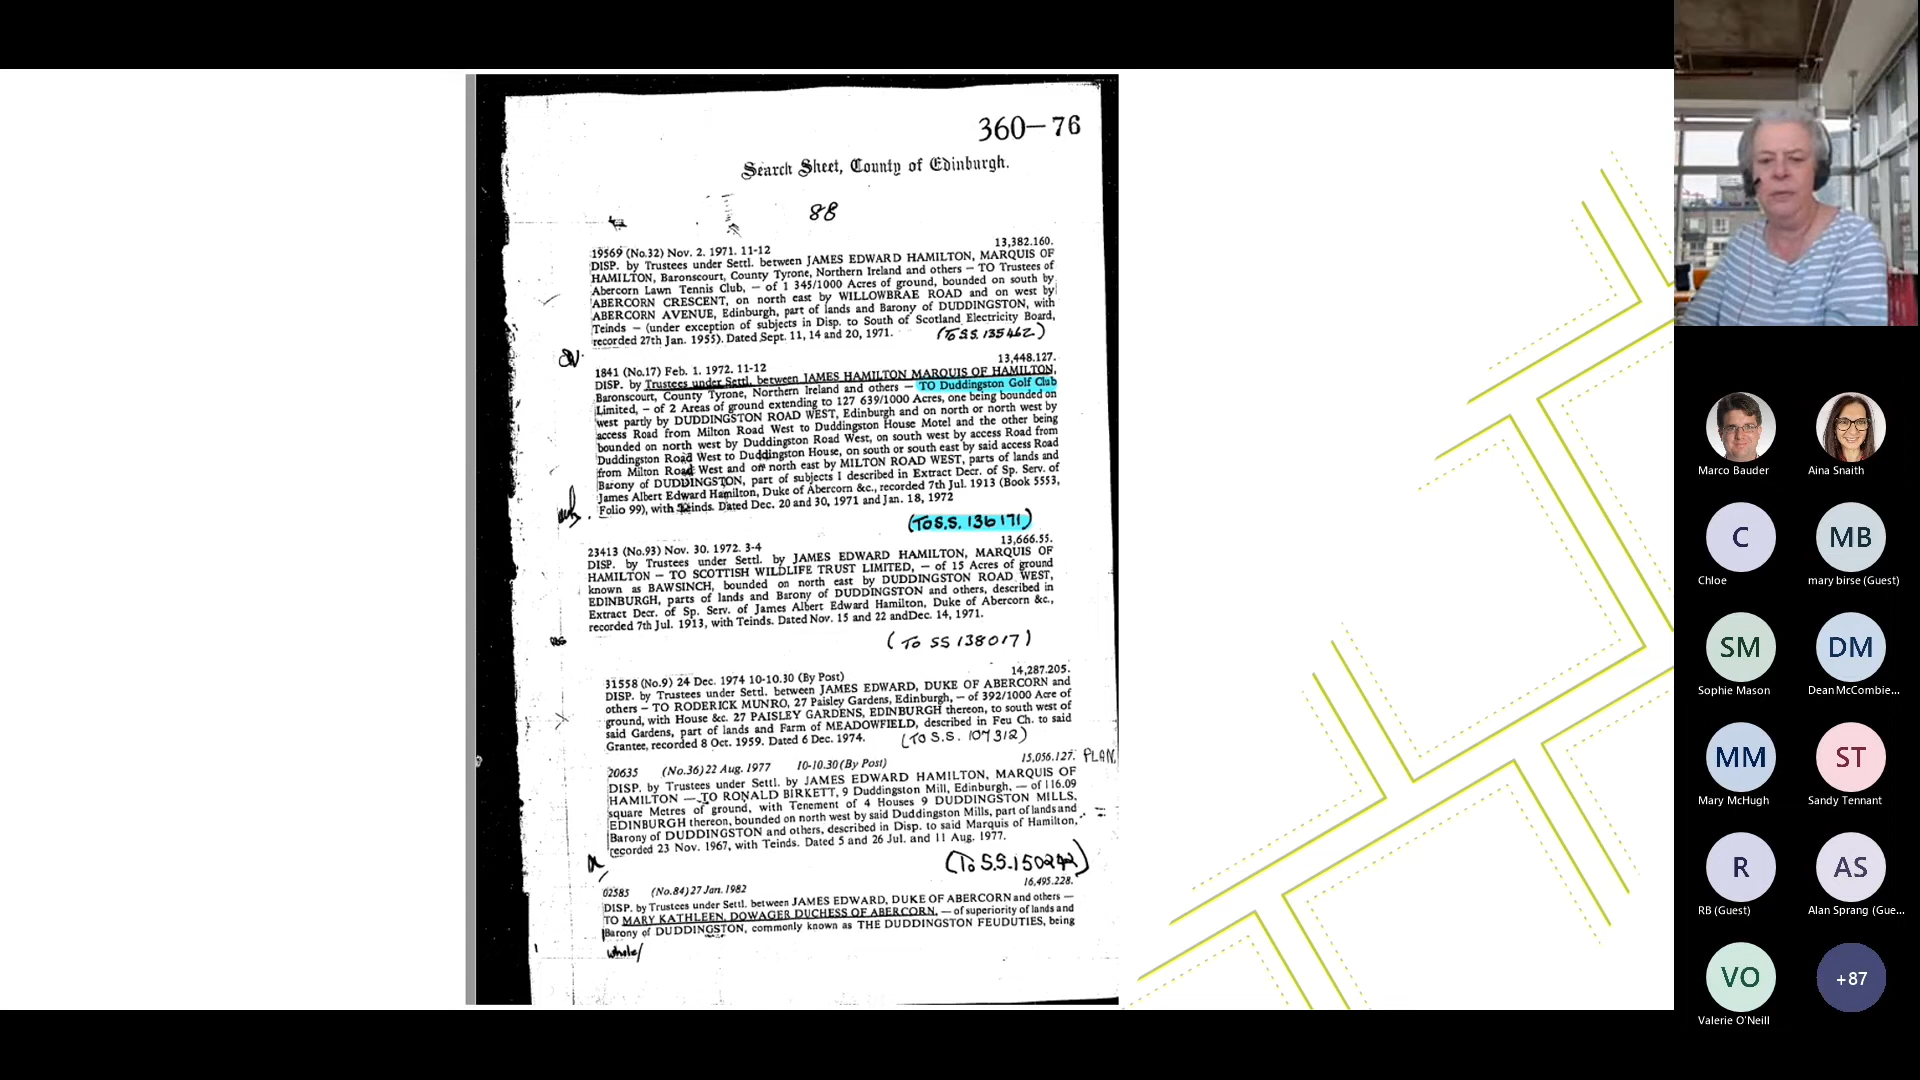 360-76
Search Sheet, County of Edinburgh.
88
13,382.160.
19569 (No.32) Nov. 2. 1971. 11-12
DISP. by Trustees under Settl. between JAMES EDWARD HAMILTON, MARQUIS OF
HAMILTON, Baronscourt, County Tyrone, Northern Ireland and others — TO Trustees of
Abercorn Lawn Tennis Club, — of 1 345/1000 Acres of ground, bounded on south by
ABERCORN CRESCENT, on north east by WILLOWBRAE ROAD and on west by
ABERCORN AVENUE, Edinburgh, part of lands and Barony of DUDDINGSTON, with
Teinds — (under exception of subjects in Disp. to South of Scotland Electricity Board,
recorded 27th Jan. 1955). Dated Sept. 11, 14 and 20, 1971.
(To S.S. 135462)
13,448.127.
1841 (No.17) Feb. 1. 1972. 11-12
DISP. by Trustees under Settl. between JAMES HAMILTON MARQUIS OF HAMILTON,
Baronscourt, County Tyrone, Northern Ireland and others — TO Duddingston Golf Club
Limited, — of 2 Areas of ground extending to 127 639/1000 Acres, one being bounded on
west partly by DUDDINGSTON ROAD WEST, Edinburgh and on north or north west by
access Road from Milton Road West to Duddingston House Motel and the other being
bounded on north west by Duddingston Road West, on south west by access Road from
Duddingston Road West to Duddingston House, on south or south east by said access Road
from Milton Road West and on north east by MILTON ROAD WEST, parts of lands and
Barony of DUDDINGSTON, part of subjects I described in Extract Decr. of Sp. Serv. of
James Albert Edward Hamilton, Duke of Abercorn &c., recorded 7th Jul. 1913 (Book 5553,
Folio 99), with Teinds. Dated Dec. 20 and 30, 1971 and Jan. 18, 1972
(To S.S. 136171)
13,666.55.
23413 (No.93) Nov. 30. 1972. 3-4
DISP. by Trustees under Settl. by JAMES EDWARD HAMILTON, MARQUIS OF
HAMILTON — TO SCOTTISH WILDLIFE TRUST LIMITED, — of 15 Acres of ground
known as BAWSINCH, bounded on north east by DUDDINGSTON ROAD WEST,
EDINBURGH, parts of lands and Barony of DUDDINGSTON and others, described in
Extract Decr. of Sp. Serv. of James Albert Edward Hamilton, Duke of Abercorn &c.,
recorded 7th Jul. 1913, with Teinds. Dated Nov. 15 and 22 andDec. 14, 1971.
(To SS 138017)
14,287.205.
31558 (No.9) 24 Dec. 1974 10-10.30 (By Post)
DISP. by Trustees under Settl. between JAMES EDWARD, DUKE OF ABERCORN and
others — TO RODERICK MUNRO, 27 Paisley Gardens, Edinburgh, — of 392/1000 Acre of
ground, with House &c. 27 PAISLEY GARDENS, EDINBURGH thereon, to south west of
said Gardens, part of lands and Farm of MEADOWFIELD, described in Feu Ch. to said
Grantee, recorded 8 Oct. 1959. Dated 6 Dec. 1974.
(TO S.S. 107312)
15,056.127. PLAN
20635 (No.36) 22 Aug. 1977 10-10.30 (By Post)
DISP. by Trustees under Settl. by JAMES EDWARD HAMILTON, MARQUIS OF
HAMILTON — TO RONALD BIRKETT, 9 Duddingston Mill, Edinburgh, — of 116.09
square Metres of ground, with Tenement of 4 Houses 9 DUDDINGSTON MILLS,
EDINBURGH thereon, bounded on north west by said Duddingston Mills, part of lands and
Barony of DUDDINGSTON and others, described in Disp. to said Marquis of Hamilton,
recorded 23 Nov. 1967, with Teinds. Dated 5 and 26 Jul. and 11 Aug. 1977.
(To S.S.
16,495.228.
02585 (No.84) 27 Jan. 1982
DISP. by Trustees under Settl. between JAMES EDWARD, DUKE OF ABERCORN and others —
TO MARY KATHLEEN, DOWAGER DUCHESS OF ABERCORN, — of superiority of lands and
Barony of DUDDINGSTON, commonly known as THE DUDDINGSTON FEUDUTIES, being
whole/
Marco Bauder
Aina Snaith
C
MB
Chloe
mary birse (Guest)
SM
DM
Sophie Mason
Dean McCombie...
MM
ST
Mary McHugh
Sandy Tennant
R
AS
RB (Guest)
Alan Sprang (Gue...
VO
+87
Valerie O'Neill